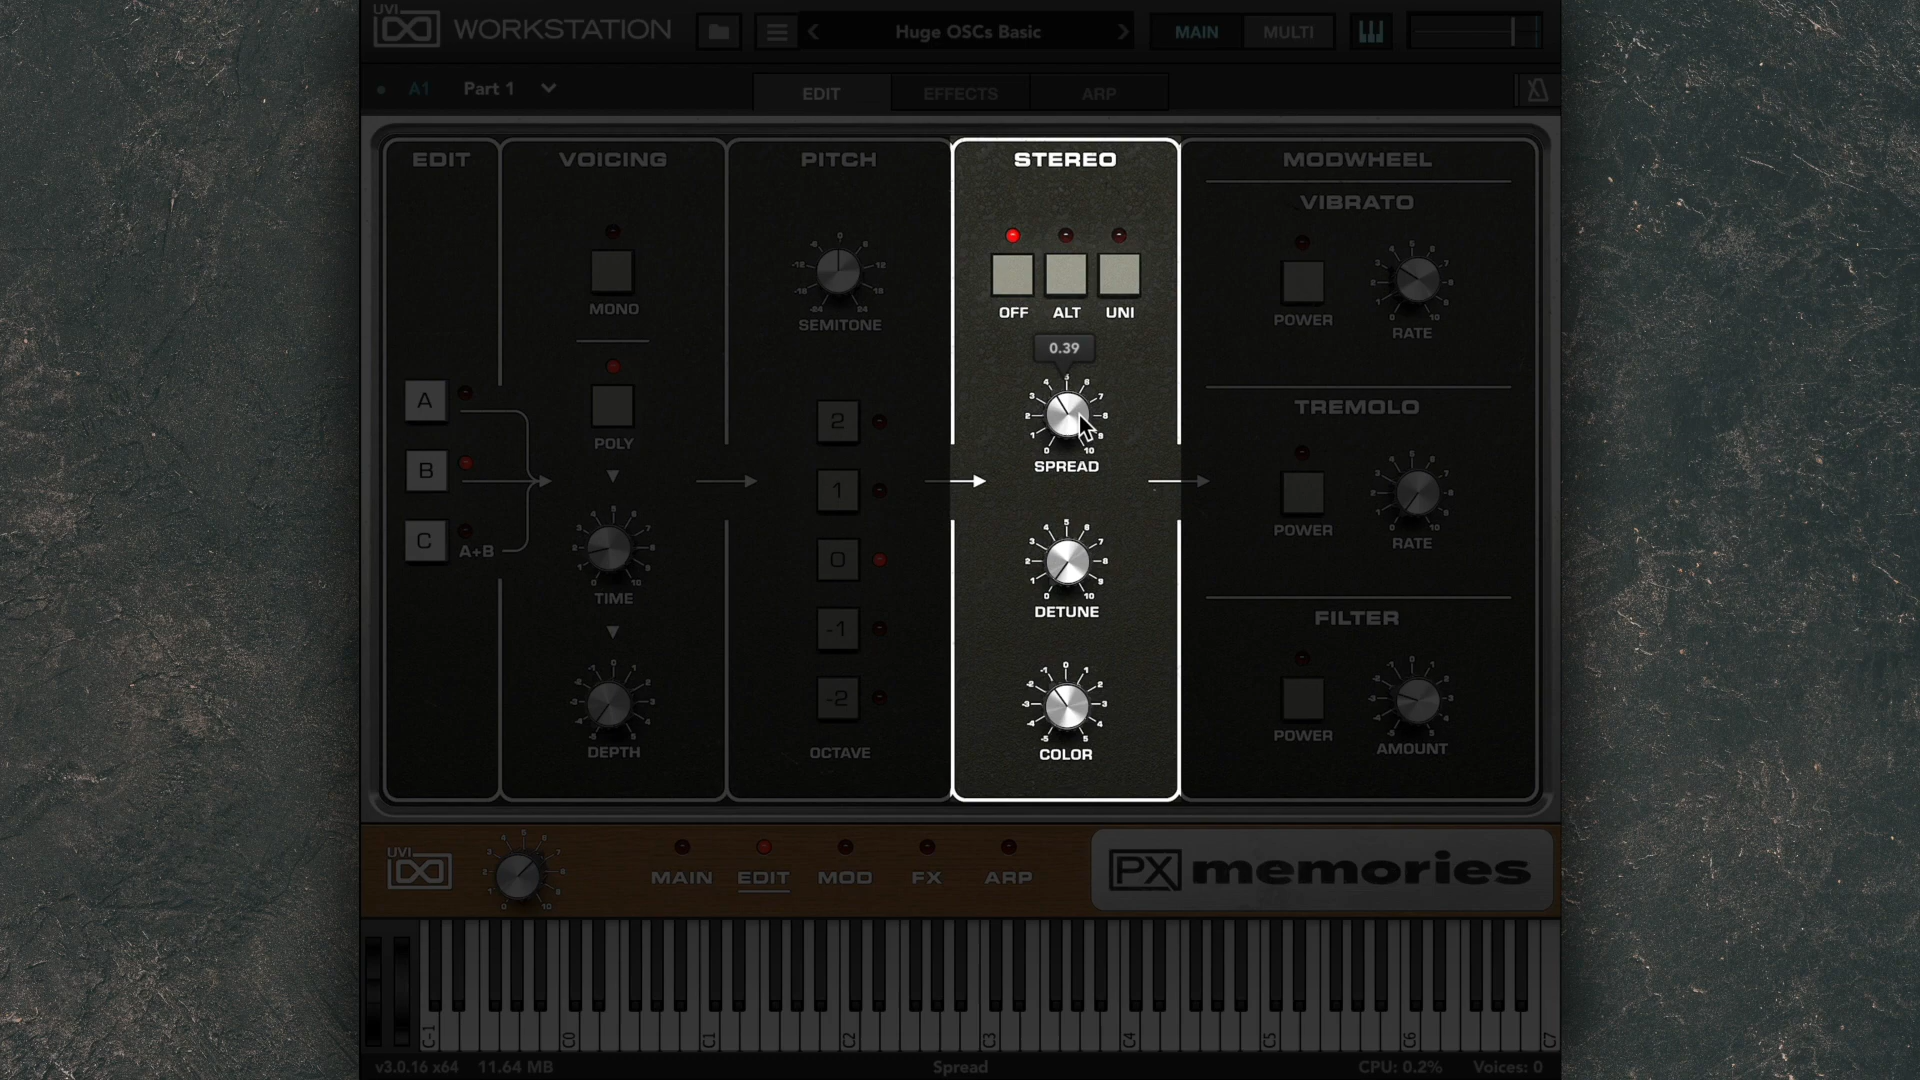 UVI
WORKSTATION
Huge OSCs Basic
MAIN
MULTI
A1
Part 1
EDIT
EFFECTS
ARP
EDIT
VOICING
PITCH
STEREO
MODWHEEL
VIBRATO
MONO
SEMITONE
OFF
ALT
UNI
POWER
RATE
0.39
A
B
C
A+B
POLY
2
1
0
-1
-2
OCTAVE
SPREAD
TREMOLO
POWER
RATE
TIME
DEPTH
DETUNE
COLOR
FILTER
POWER
AMOUNT
UVI
MAIN
EDIT
MOD
FX
ARP
PX memories
C-1
C0
C1
C2
C3
C4
C5
C6
C7
v3.0.16 x64
11.64 MB
Spread
CPU: 0.2%
Voices: 0